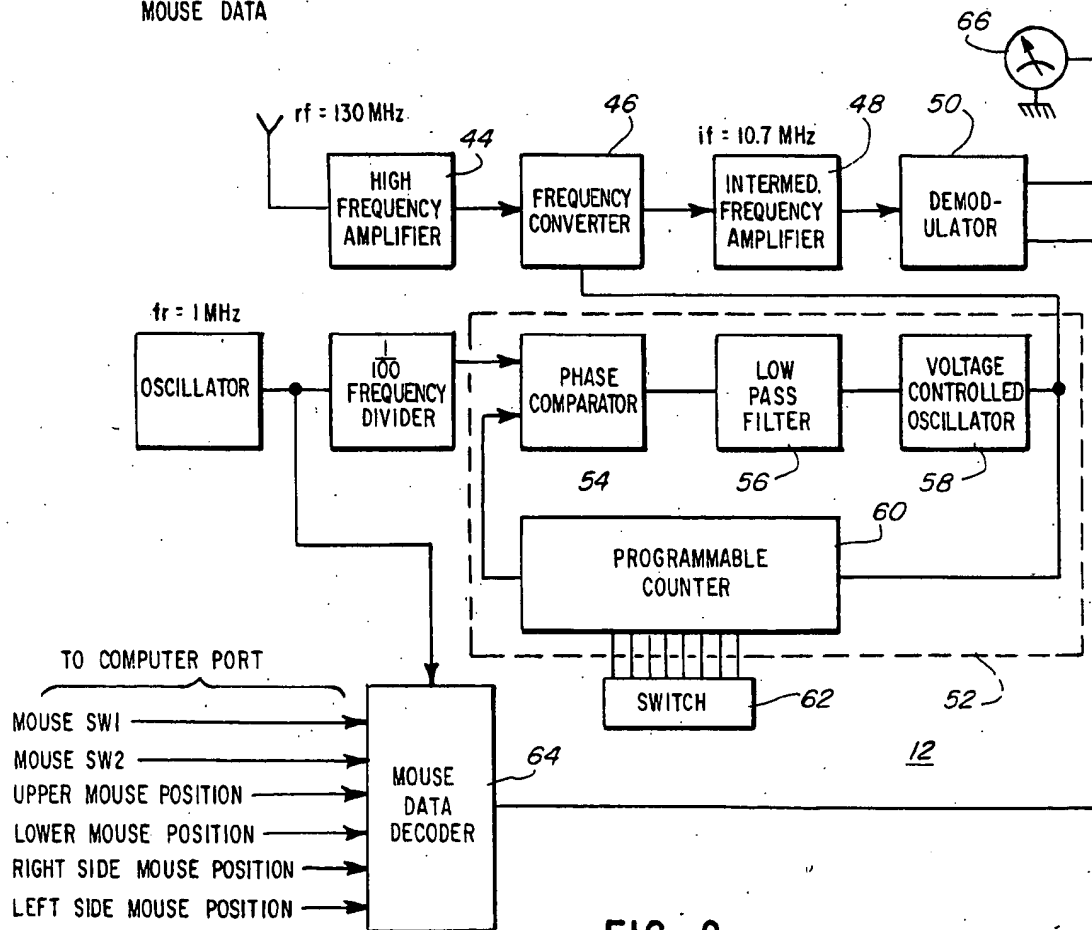 MOUSE DATA
66
rf = 130 MHz
44
46
if = 10.7 MHz
48
50
HIGH
FREQUENCY
AMPLIFIER
FREQUENCY
CONVERTER
INTERMED.
FREQUENCY
AMPLIFIER
DEMOD-
ULATOR
fr = 1 MHz
OSCILLATOR
1/100
FREQUENCY
DIVIDER
PHASE
COMPARATOR
LOW
PASS
FILTER
VOLTAGE
CONTROLLED
OSCILLATOR
54
56
58
60
PROGRAMMABLE
COUNTER
SWITCH
62
52
12
TO COMPUTER PORT
MOUSE SW1
MOUSE SW2
UPPER MOUSE POSITION
LOWER MOUSE POSITION
RIGHT SIDE MOUSE POSITION
LEFT SIDE MOUSE POSITION
MOUSE
DATA
DECODER
64